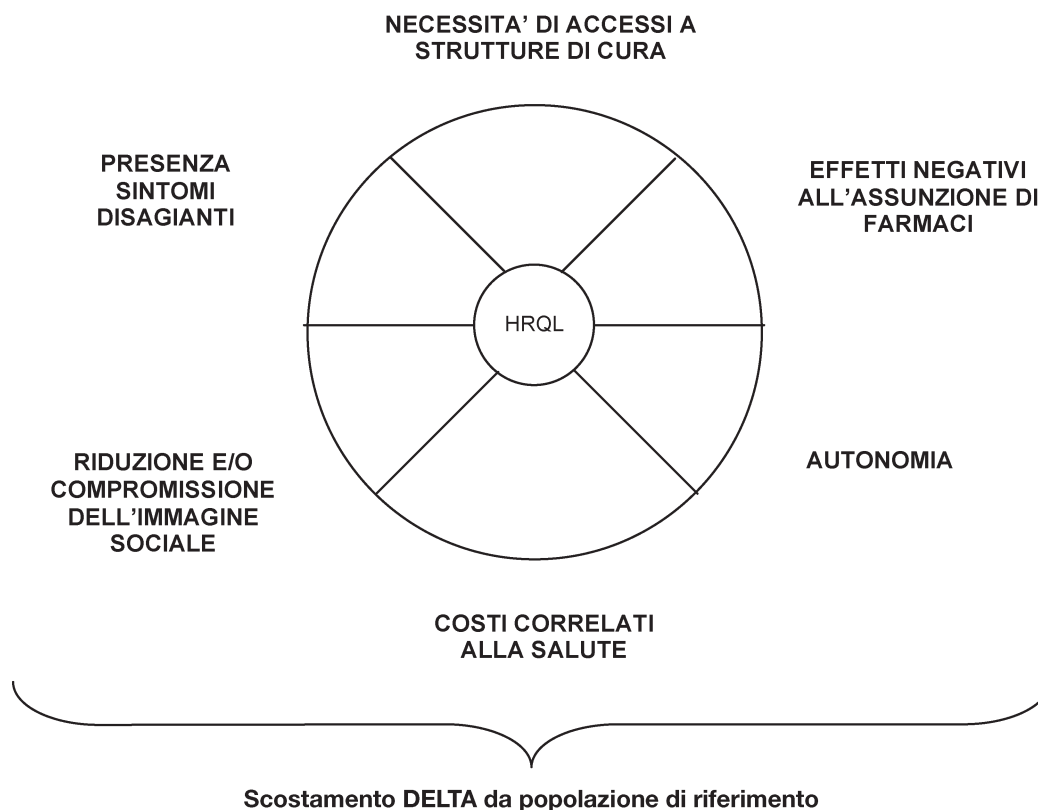 NECESSITA’ DI ACCESSI A
STRUTTURE DI CURA
PRESENZA
SINTOMI
DISAGIANTI
EFFETTI NEGATIVI
ALL’ASSUNZIONE DI
FARMACI
HRQL
RIDUZIONE E/O
COMPROMISSIONE
DELL’IMMAGINE
SOCIALE
AUTONOMIA
COSTI CORRELATI
ALLA SALUTE
Scostamento DELTA da popolazione di riferimento